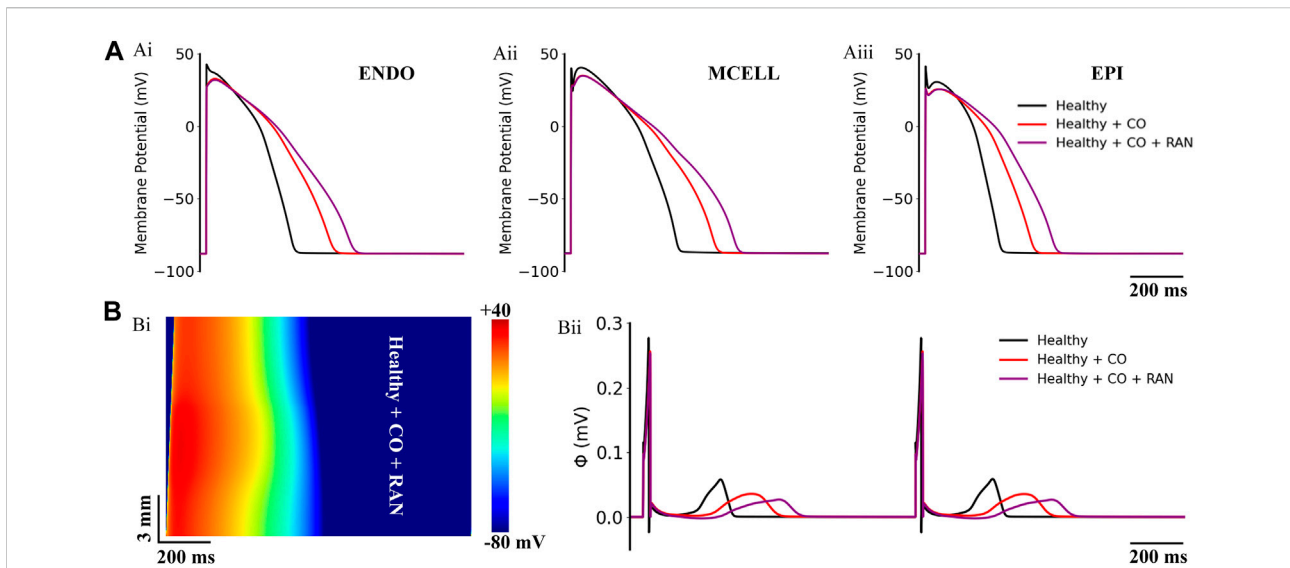 A
Ai
50
0
−50
−100
Membrane Potential (mV)
ENDO
Aii
50
0
−50
−100
Membrane Potential (mV)
MCELL
Aiii
50
0
−50
−100
Membrane Potential (mV)
EPI
Healthy
Healthy + CO
Healthy + CO + RAN
200 ms
B
Bi
Healthy + CO + RAN
3 mm
200 ms
+40
-80 mV
Bii
0.3
0.2
0.1
0.0
Φ (mV)
Healthy
Healthy + CO
Healthy + CO + RAN
200 ms